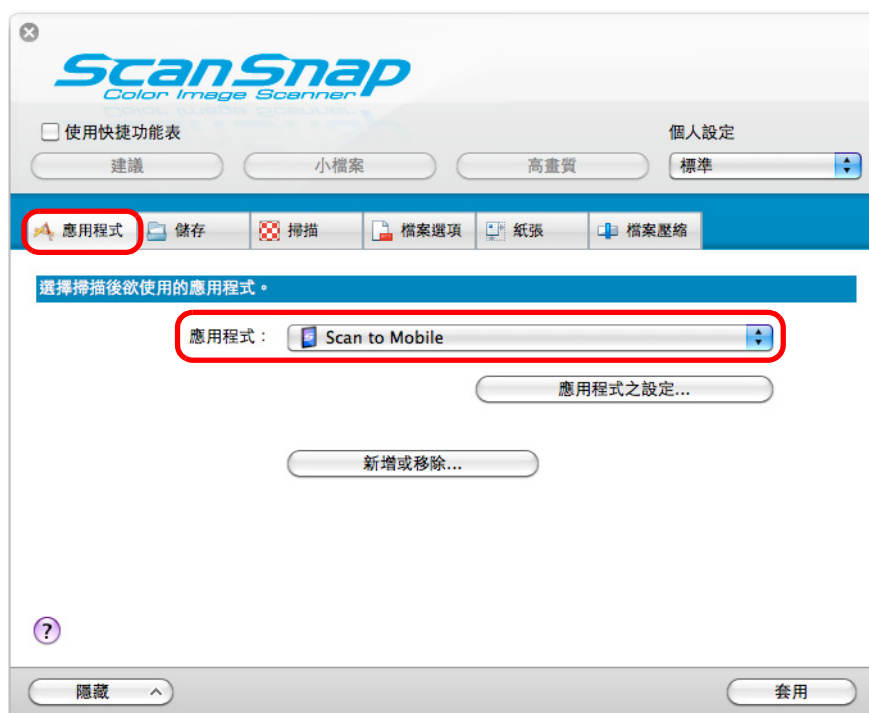 ScanSnap
Color Image Scanner
使用快捷功能表
個人設定
建議 小檔案 高畫質 標準
應用程式 儲存 掃描 檔案選項 紙張 檔案壓縮
選擇掃描後欲使用的應用程式。
應用程式： Scan to Mobile
應用程式之設定...
新增或移除...
?
隱藏 套用